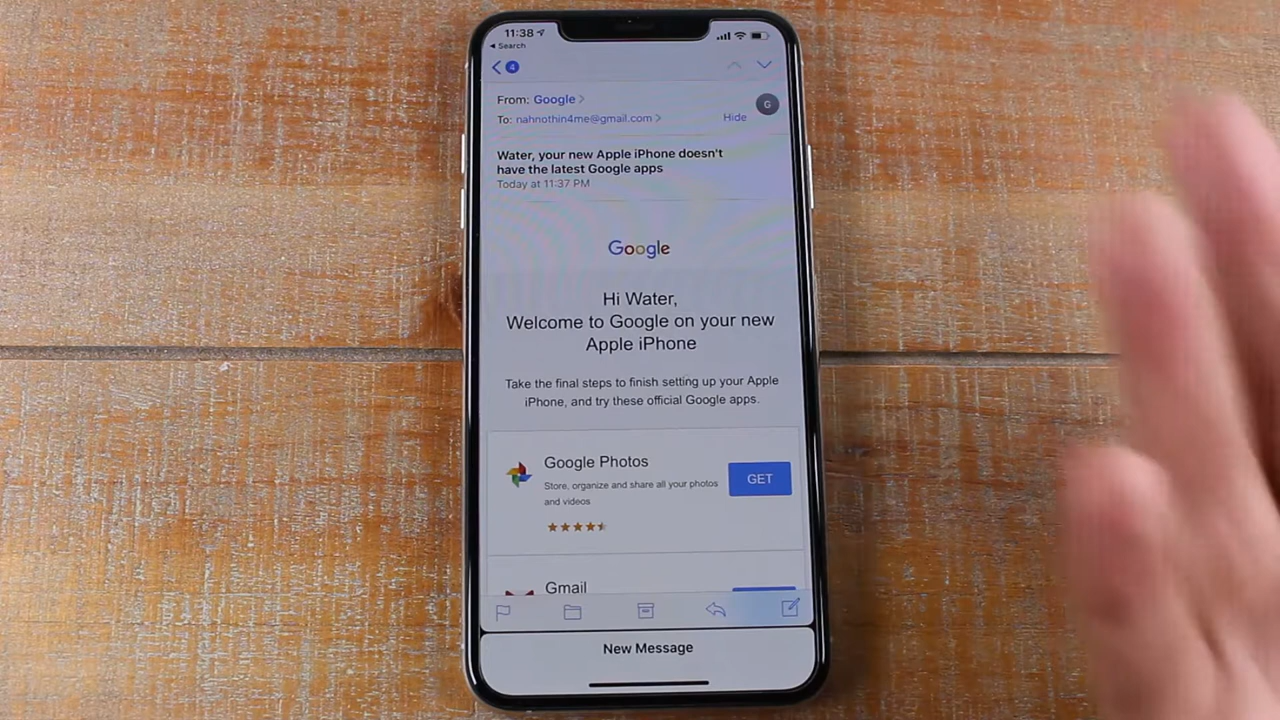 11:38
Search
4
From: Google
G
To: nahnothin4me@gmail.com
Hide
Water, your new Apple iPhone doesn't
have the latest Google apps
Today at 11:37 PM
Google
Hi Water,
Welcome to Google on your new
Apple iPhone
Take the final steps to finish setting up your Apple
iPhone, and try these official Google apps.
Google Photos
Store, organize and share all your photos
and videos
GET
Gmail
New Message